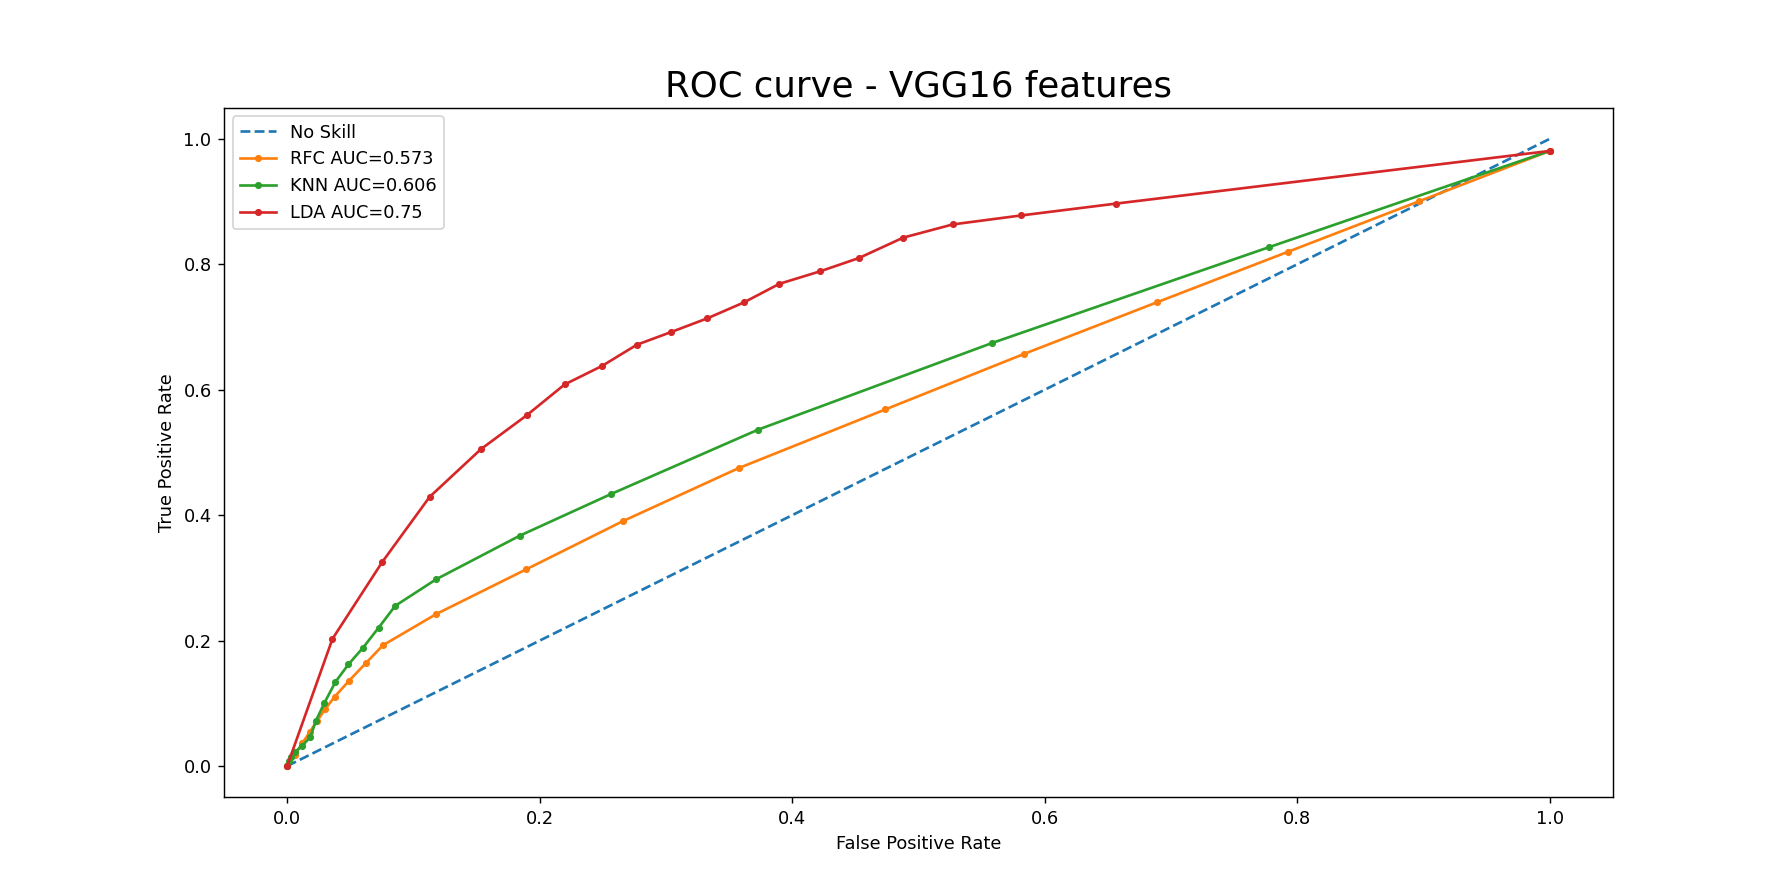 ROC curve - VGG16 features
No Skill
RFC AUC=0.573
KNN AUC=0.606
LDA AUC=0.75
1.0
0.8
0.6
0.4
0.2
0.0
True Positive Rate
0.0 0.2 0.4 0.6 0.8 1.0
False Positive Rate